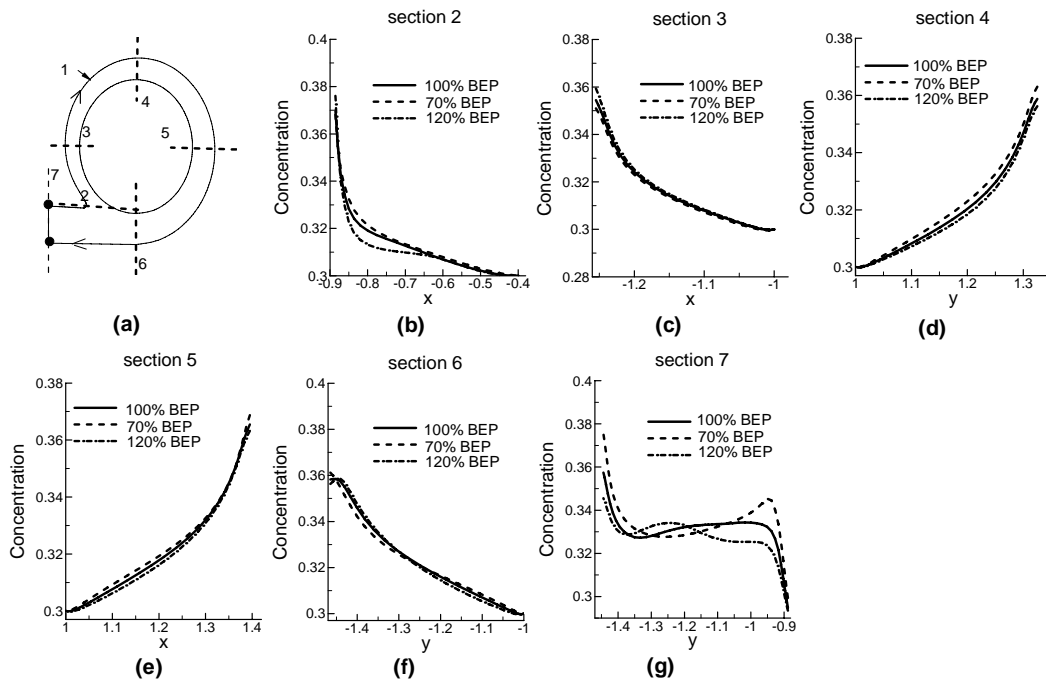 1
4
3
5
7
2
6
(a)
section 2
0.4
0.38
0.36
0.34
0.32
0.3
Concentration
100% BEP
70% BEP
120% BEP
-0.9
-0.8
-0.7
-0.6
-0.5
-0.4
x
(b)
section 3
0.38
0.36
0.34
0.32
0.3
0.28
Concentration
100% BEP
70% BEP
120% BEP
-1.2
-1.1
-1
x
(c)
section 4
0.38
0.36
0.34
0.32
0.3
Concentration
100% BEP
70% BEP
120% BEP
1
1.1
1.2
1.3
y
(d)
section 5
0.38
0.36
0.34
0.32
0.3
Concentration
100% BEP
70% BEP
120% BEP
1
1.1
1.2
1.3
1.4
x
(e)
section 6
0.4
0.38
0.36
0.34
0.32
0.3
Concentration
100% BEP
70% BEP
120% BEP
-1.4
-1.3
-1.2
-1.1
-1
y
(f)
section 7
0.4
0.38
0.36
0.34
0.32
0.3
Concentration
100% BEP
70% BEP
120% BEP
-1.4
-1.3
-1.2
-1.1
-1
-0.9
y
(g)